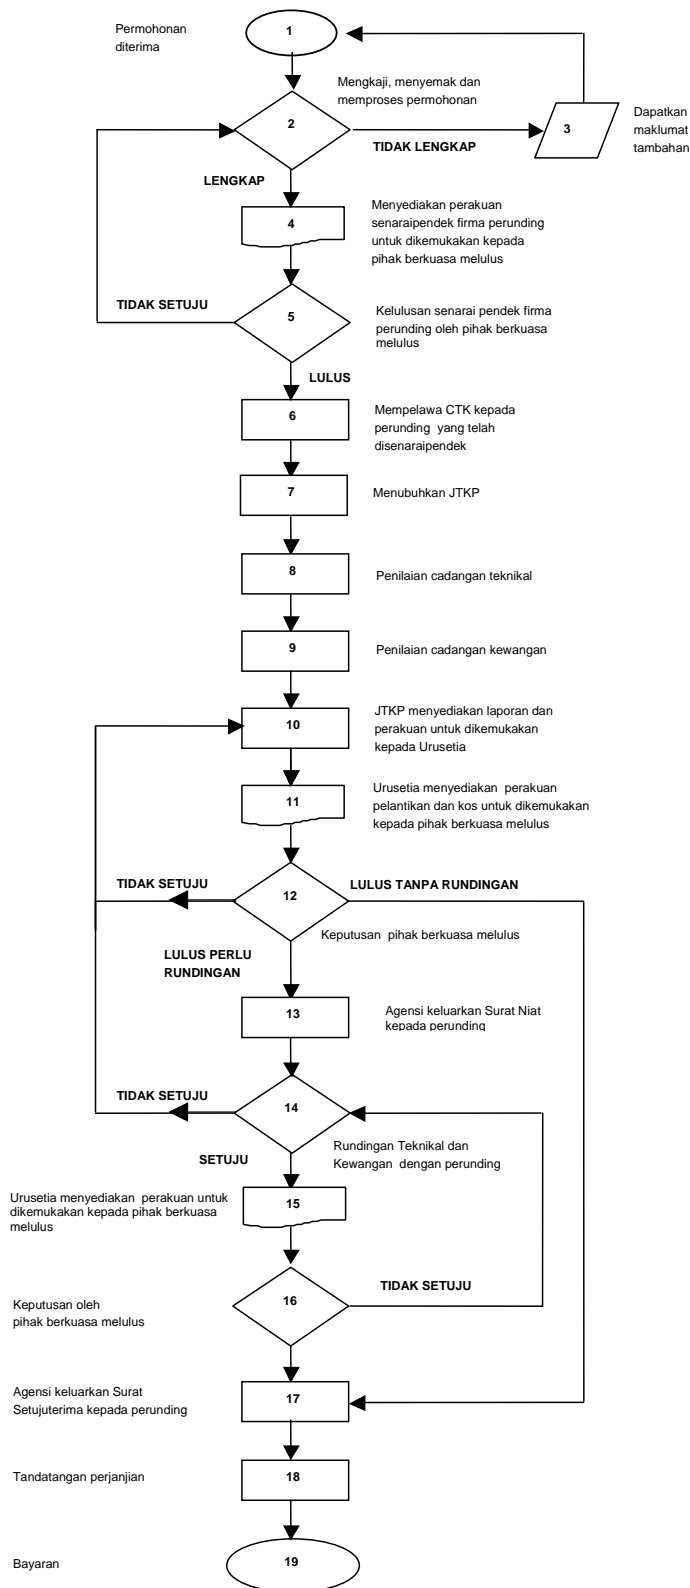 Permohonan
diterima
1
Mengkaji, menyemak dan
memproses permohonan
2
TIDAK LENGKAP
3
Dapatkan
maklumat
tambahan
LENGKAP
4
Menyediakan perakuan
senaraipendek firma perunding
untuk dikemukakan kepada
pihak berkuasa melulus
TIDAK SETUJU
5
Kelulusan senarai pendek firma
perunding oleh pihak berkuasa
melulus
LULUS
6
Mempelawa CTK kepada
perunding yang telah
disenaraipendek
7
Menubuhkan JTKP
8
Penilaian cadangan teknikal
9
Penilaian cadangan kewangan
10
JTKP menyediakan laporan dan
perakuan untuk dikemukakan
kepada Urusetia
11
Urusetia menyediakan perakuan
pelantikan dan kos untuk dikemukakan
kepada pihak berkuasa melulus
TIDAK SETUJU
12
LULUS TANPA RUNDINGAN
Keputusan pihak berkuasa melulus
LULUS PERLU
RUNDINGAN
13
Agensi keluarkan Surat Niat
kepada perunding
TIDAK SETUJU
14
Rundingan Teknikal dan
Kewangan dengan perunding
SETUJU
Urusetia menyediakan perakuan untuk
dikemukakan kepada pihak berkuasa
melulus
15
TIDAK SETUJU
16
Keputusan oleh
pihak berkuasa melulus
Agensi keluarkan Surat
Setujuterima kepada perunding
17
Tandatangan perjanjian
18
Bayaran
19